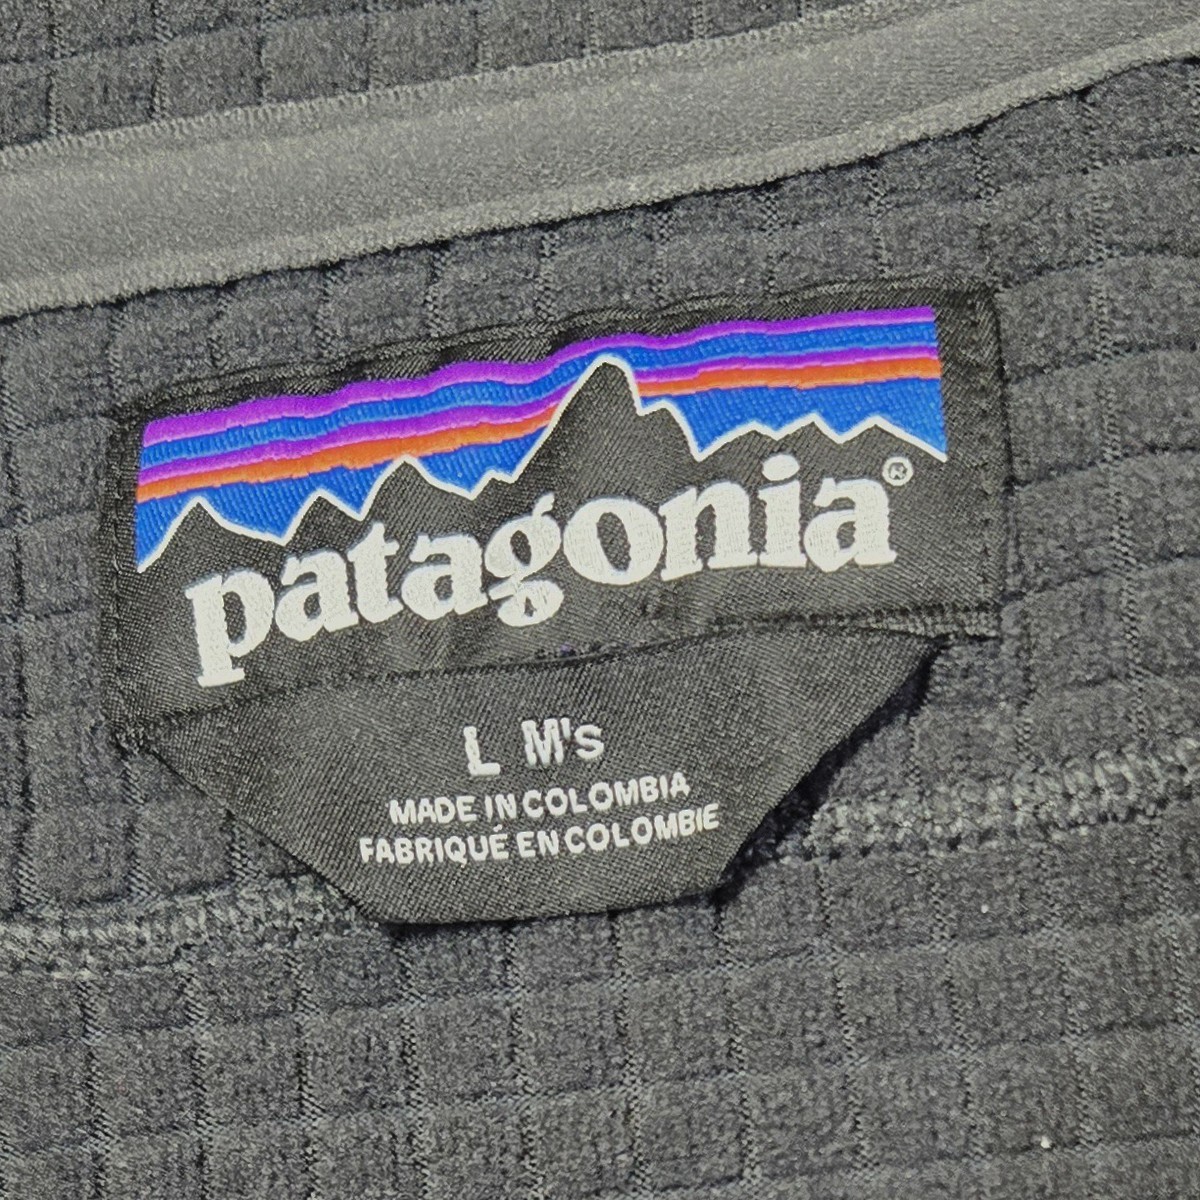 patagonia®
L M's
MADE IN COLOMBIA
FABRIQUÉ EN COLOMBIE